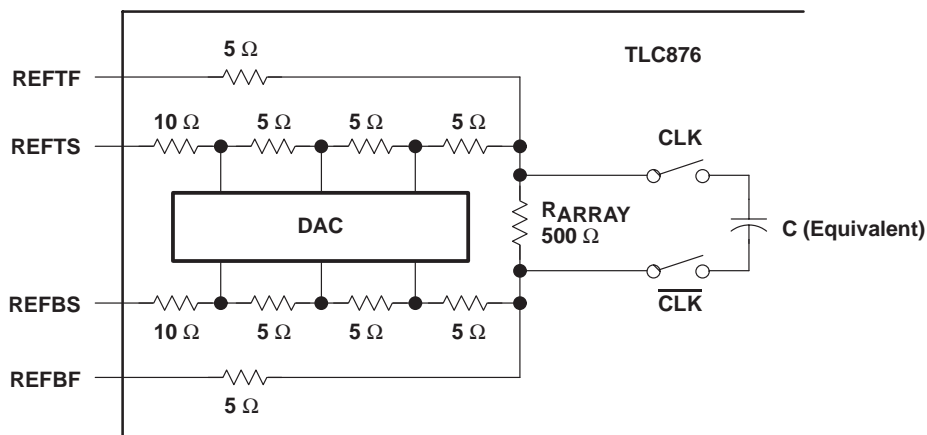 5 Ω
TLC876
REFTF
10 Ω
5 Ω
5 Ω
5 Ω
REFTS
CLK
DAC
RARRAY
500 Ω
C (Equivalent)
REFBS
CLK
10 Ω
5 Ω
5 Ω
5 Ω
REFBF
5 Ω